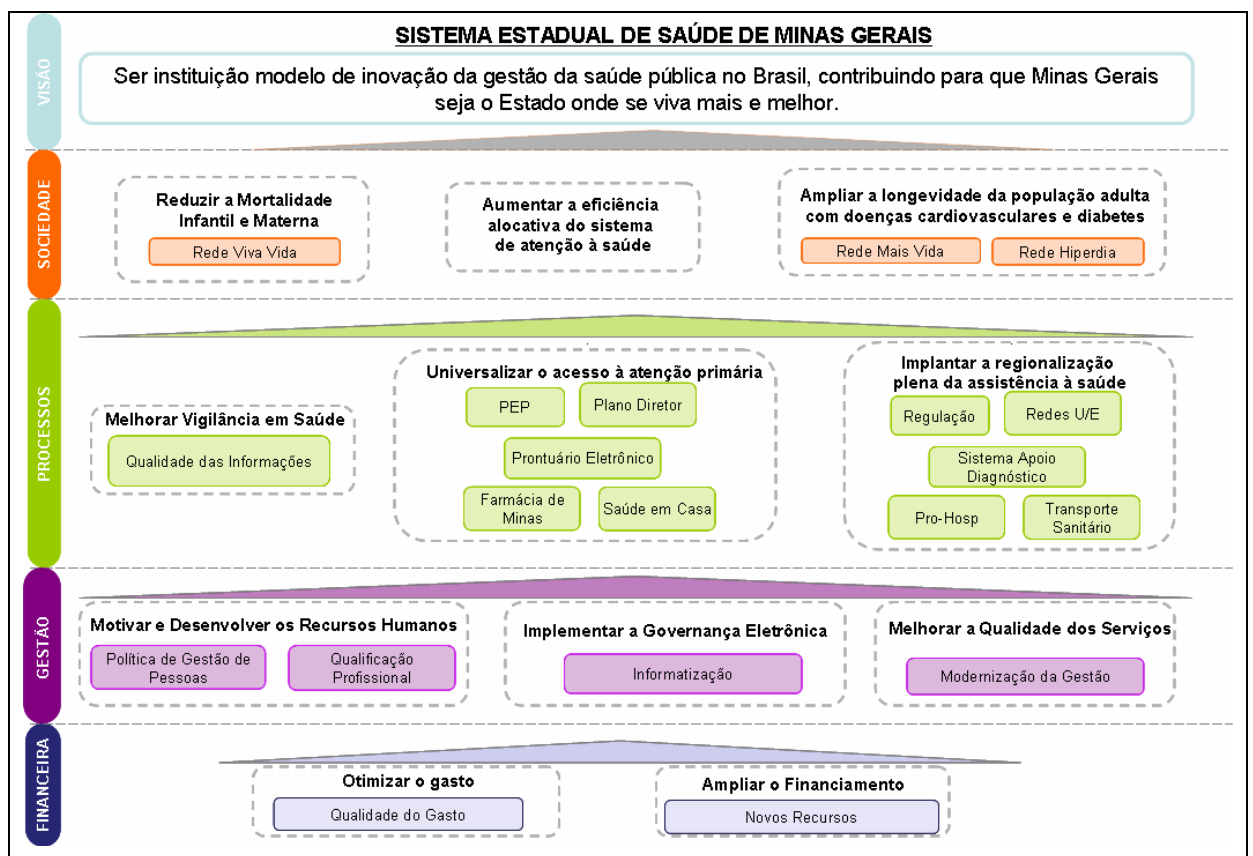 SISTEMA ESTADUAL DE SAÚDE DE MINAS GERAIS
VISÃO
Ser instituição modelo de inovação da gestão da saúde pública no Brasil, contribuindo para que Minas Gerais
seja o Estado onde se viva mais e melhor.
SOCIEDADE
Reduzir a Mortalidade
Infantil e Materna
Rede Viva Vida
Aumentar a eficiência
alocativa do sistema
de atenção à saúde
Ampliar a longevidade da população adulta
com doenças cardiovasculares e diabetes
Rede Mais Vida
Rede Hiperdia
PROCESSOS
Melhorar Vigilância em Saúde
Qualidade das Informações
Universalizar o acesso à atenção primária
PEP
Plano Diretor
Prontuário Eletrônico
Farmácia de
Minas
Saúde em Casa
Implantar a regionalização
plena da assistência à saúde
Regulação
Redes U/E
Sistema Apoio
Diagnóstico
Pro-Hosp
Transporte
Sanitário
GESTÃO
Motivar e Desenvolver os Recursos Humanos
Política de Gestão de
Pessoas
Qualificação
Profissional
Implementar a Governança Eletrônica
Informatização
Melhorar a Qualidade dos Serviços
Modernização da Gestão
FINANCEIRA
Otimizar o gasto
Qualidade do Gasto
Ampliar o Financiamento
Novos Recursos